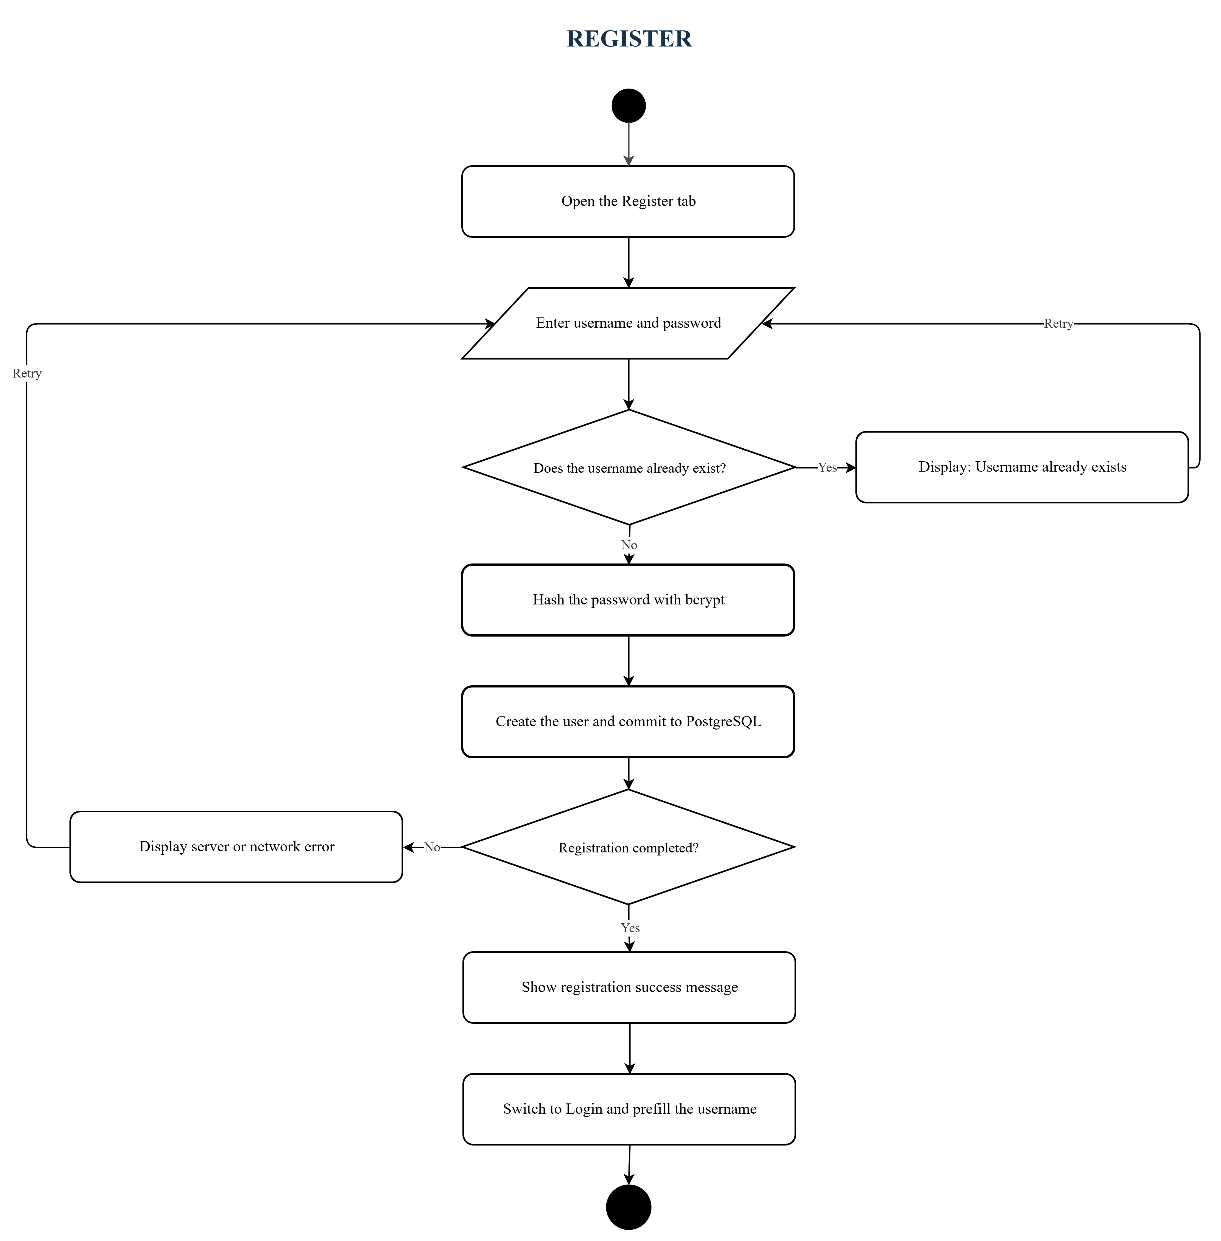 REGISTER
Open the Register tab
Enter username and password
Retry
Retry
Does the username already exist?
Yes
Display: Username already exists
No
Hash the password with bcrypt
Create the user and commit to PostgreSQL
Display server or network error
No
Registration completed?
Yes
Show registration success message
Switch to Login and prefill the username